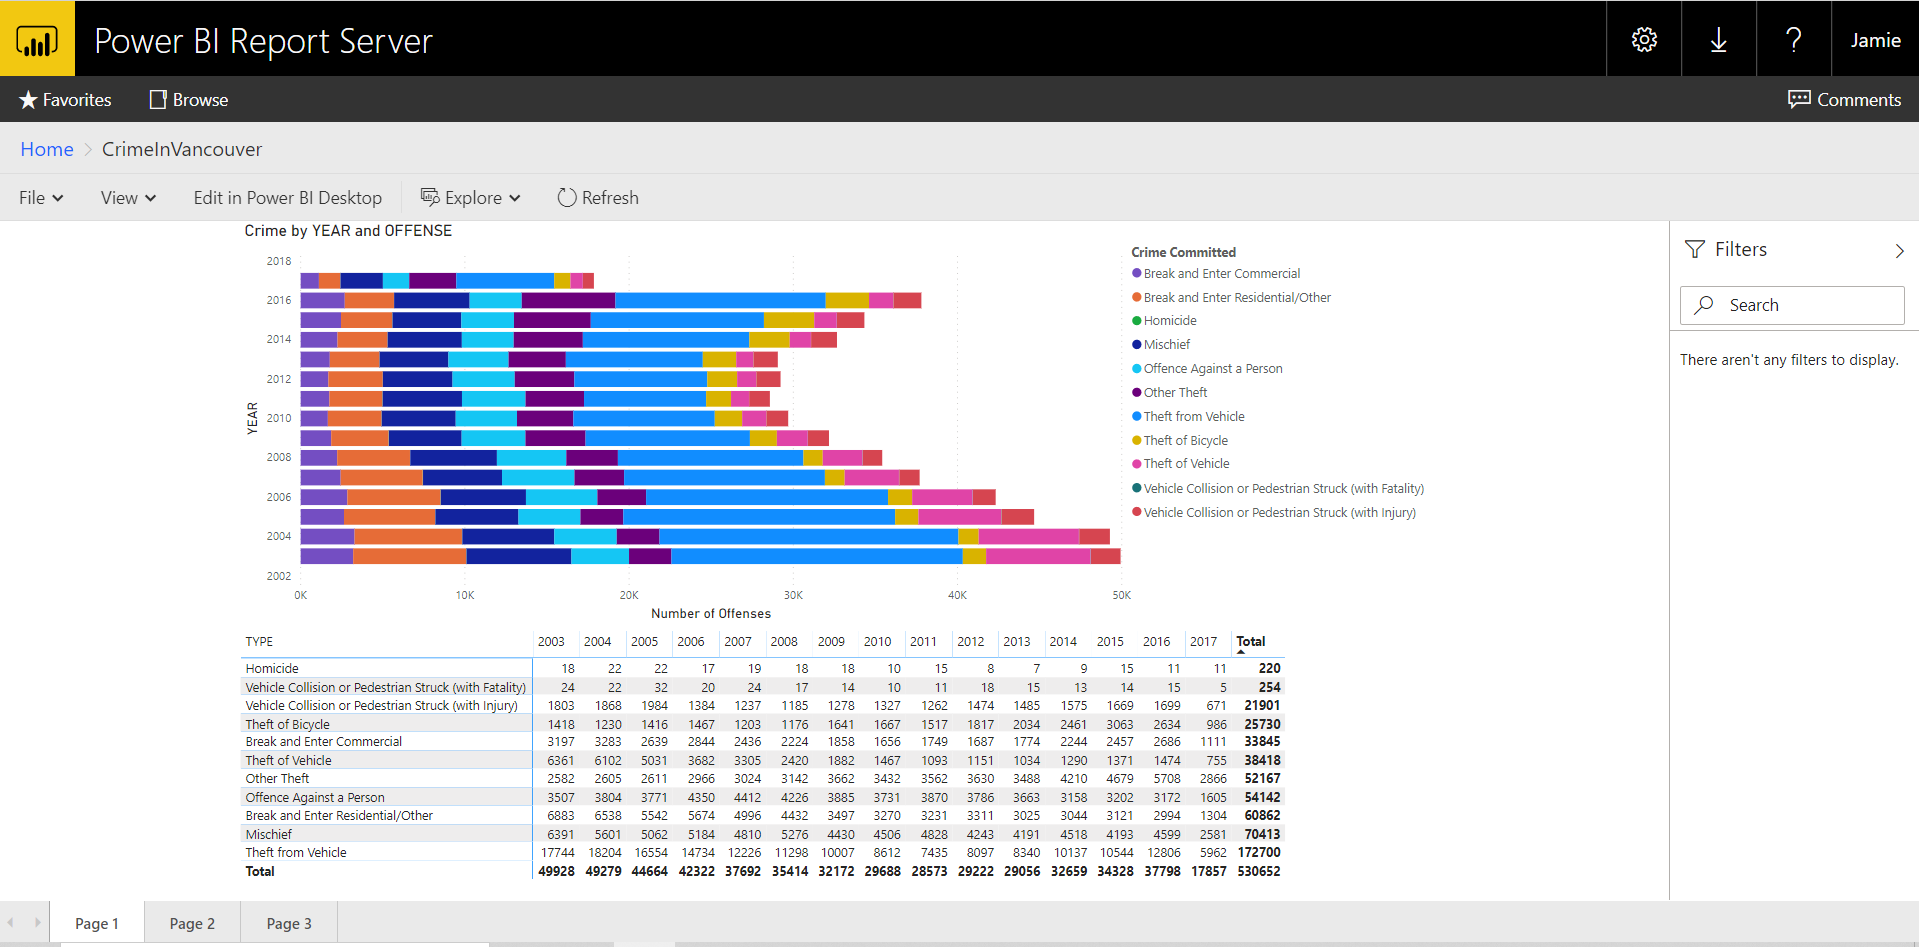 Power BI Report Server
Jamie
Favorites Browse Comments
Home > CrimeInVancouver
File View Edit in Power BI Desktop Explore Refresh
Crime by YEAR and OFFENSE
2018
2016
2014
2012
2010
2008
2006
2004
2002
YEAR
0K 10K 20K 30K 40K 50K
Number of Offenses
Crime Committed
Break and Enter Commercial
Break and Enter Residential/Other
Homicide
Mischief
Offence Against a Person
Other Theft
Theft from Vehicle
Theft of Bicycle
Theft of Vehicle
Vehicle Collision or Pedestrian Struck (with Fatality)
Vehicle Collision or Pedestrian Struck (with Injury)
Filters
Search
There aren't any filters to display.
TYPE 2003 2004 2005 2006 2007 2008 2009 2010 2011 2012 2013 2014 2015 2016 2017 Total
Homicide 18 22 22 17 19 18 18 10 15 8 7 9 15 11 11 220
Vehicle Collision or Pedestrian Struck (with Fatality) 24 22 32 20 24 17 14 10 11 18 15 13 14 15 5 254
Vehicle Collision or Pedestrian Struck (with Injury) 1803 1868 1984 1384 1237 1185 1278 1327 1262 1474 1485 1575 1669 1699 671 21901
Theft of Bicycle 1418 1230 1416 1467 1203 1176 1641 1667 1517 1817 2034 2461 3063 2634 986 25730
Break and Enter Commercial 3197 3283 2639 2844 2436 2224 1858 1656 1749 1687 1774 2244 2457 2686 1111 33845
Theft of Vehicle 6361 6102 5031 3682 3305 2420 1882 1467 1093 1151 1034 1290 1371 1474 755 38418
Other Theft 2582 2605 2611 2966 3024 3142 3662 3432 3562 3630 3488 4210 4679 5708 2866 52167
Offence Against a Person 3507 3804 3771 4350 4412 4226 3885 3731 3870 3786 3663 3158 3202 3172 1605 54142
Break and Enter Residential/Other 6883 6538 5542 5674 4996 4432 3497 3270 3231 3311 3025 3044 3121 2994 1304 60862
Mischief 6391 5601 5062 5184 4810 5276 4430 4506 4828 4243 4191 4518 4193 4599 2581 70413
Theft from Vehicle 17744 18204 16554 14734 12226 11298 10007 8612 7435 8097 8340 10137 10544 12806 5962 172700
Total 49928 49279 44664 42322 37692 35414 32172 29688 28573 29222 29056 32659 34328 37798 17857 530652
Page 1 Page 2 Page 3